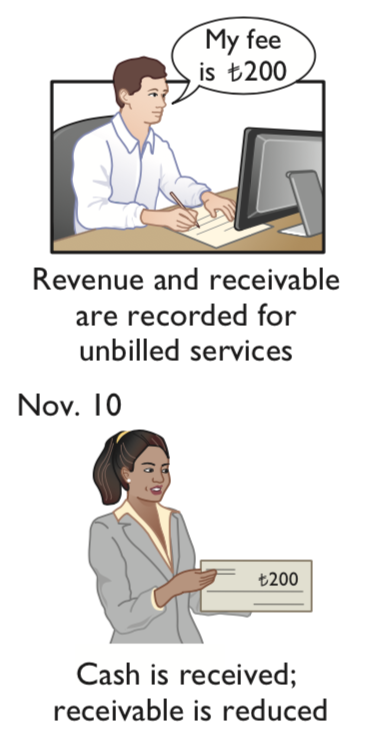 My fee
is ₺200
Revenue and receivable
are recorded for
unbilled services
Nov. 10
₺200
Cash is received;
receivable is reduced